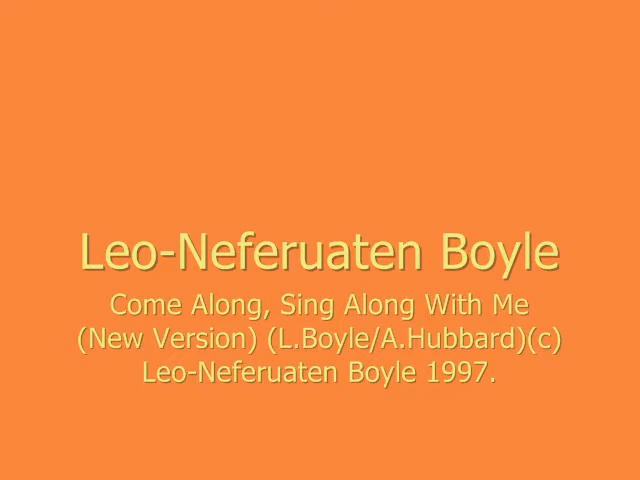 Leo-Neferuaten Boyle
Come Along, Sing Along With Me
(New Version) (L.Boyle/A.Hubbard)(c)
Leo-Neferuaten Boyle 1997.